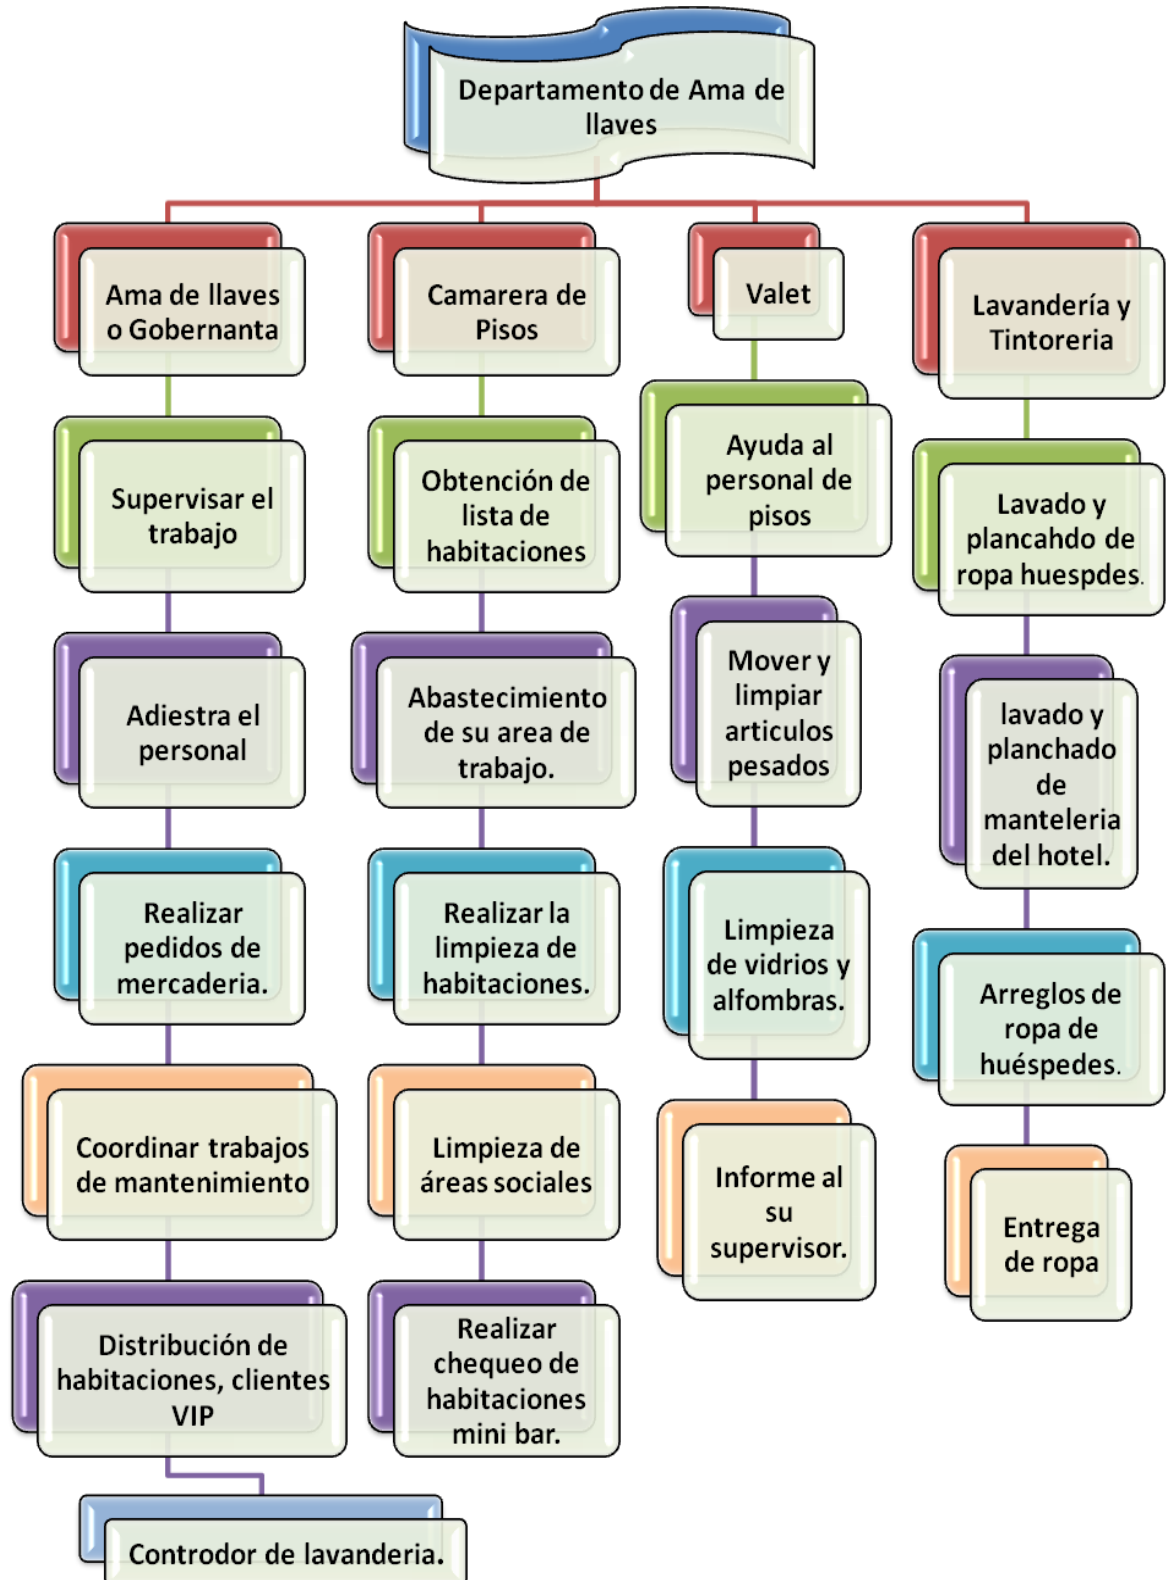 Departamento de Ama de
llaves
Ama de llaves
o Gobernanta
Supervisar el
trabajo
Adiestra el
personal
Realizar
pedidos de
mercaderia.
Coordinar trabajos
de mantenimiento
Distribución de
habitaciones, clientes
VIP
Controdor de lavanderia.
Camarera de
Pisos
Obtención de
lista de
habitaciones
Abastecimiento
de su area de
trabajo.
Realizar la
limpieza de
habitaciones.
Limpieza de
áreas sociales
Realizar
chequeo de
habitaciones
mini bar.
Valet
Ayuda al
personal de
pisos
Mover y
limpiar
articulos
pesados
Limpieza
de vidrios y
alfombras.
Informe al
su
supervisor.
Lavandería y
Tintoreria
Lavado y
plancahdo de
ropa huespdes.
lavado y
planchado
de
manteleria
del hotel.
Arreglos de
ropa de
huéspedes.
Entrega
de ropa